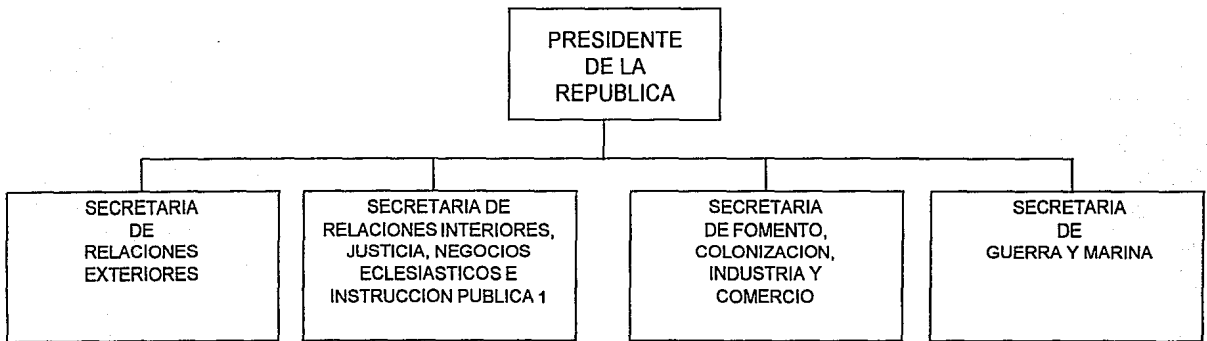 PRESIDENTE
DE LA
REPUBLICA
SECRETARIA
DE
RELACIONES
EXTERIORES
SECRETARIA DE
RELACIONES INTERIORES,
JUSTICIA, NEGOCIOS
ECLESIASTICOS E
INSTRUCCION PUBLICA 1
SECRETARIA
DE FOMENTO,
COLONIZACION,
INDUSTRIA Y
COMERCIO
SECRETARIA
DE
GUERRA Y MARINA